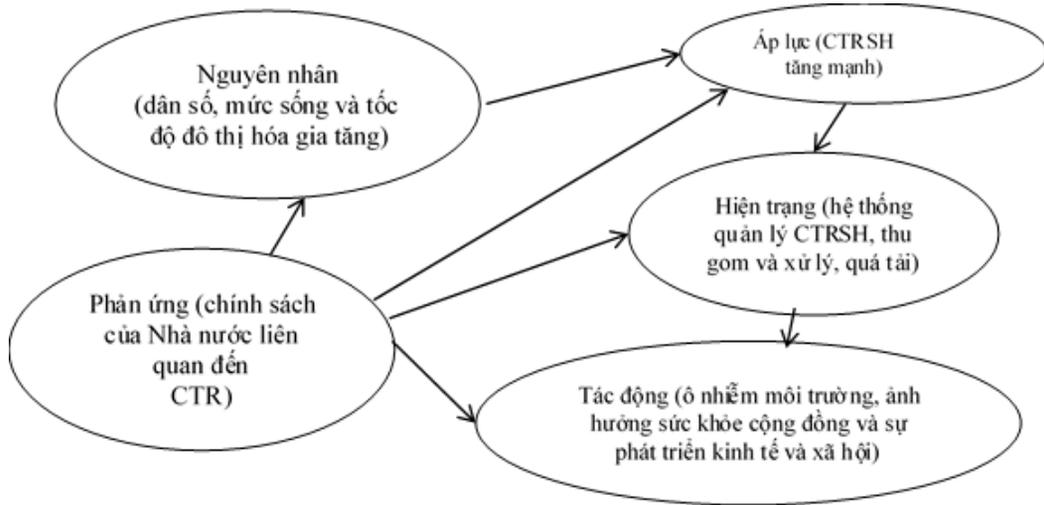 Nguyên nhân
(dân số, mức sống và tốc
độ đô thị hóa gia tăng)
Áp lực (CTRSH
tăng mạnh)
Hiện trạng (hệ thống
quản lý CTRSH, thu
gom và xử lý, quá tải)
Phản ứng (chính sách
của Nhà nước liên
quan đến
CTR)
Tác động (ô nhiễm môi trường, ảnh
hưởng sức khỏe cộng đồng và sự
phát triển kinh tế và xã hội)